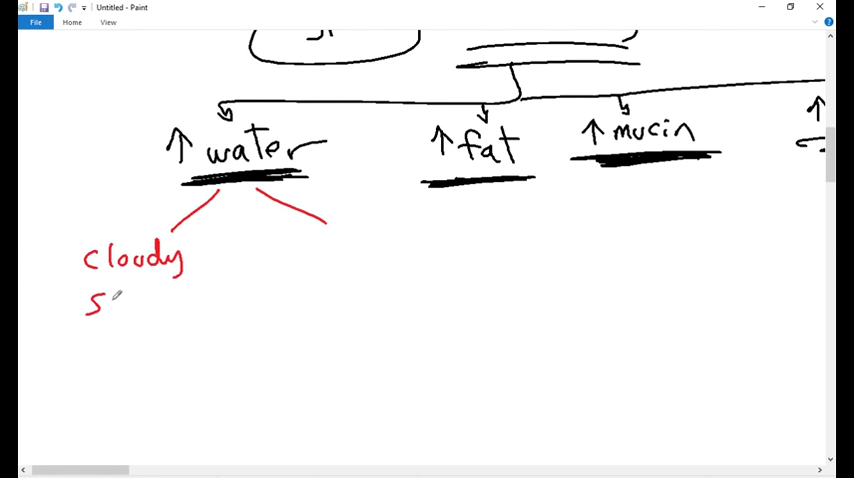 Untitled - Paint
File Home View
↑ water ↑ fat ↑ mucin ↑
cloudy
S